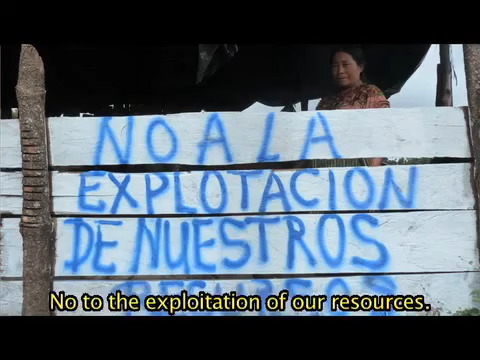 NO A LA
EXPLOTACION
DE NUESTROS
No to the exploitation of our resources.